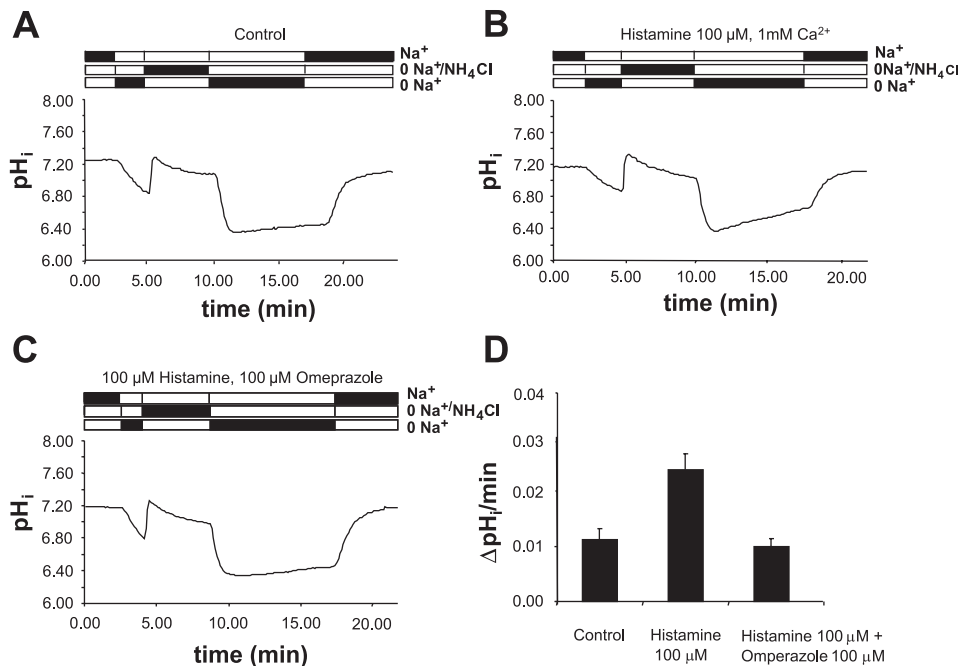 A
Control
Na⁺
0 Na⁺/NH₄Cl
0 Na⁺
8.00
7.60
7.20
6.80
6.40
6.00
pHᵢ
0.00 5.00 10.00 15.00 20.00
time (min)
B
Histamine 100 µM, 1mM Ca²⁺
Na⁺
0Na⁺/NH₄Cl
0 Na⁺
8.00
7.60
7.20
6.80
6.40
6.00
pHᵢ
0.00 5.00 10.00 15.00 20.00
time (min)
C
100 µM Histamine, 100 µM Omeprazole
Na⁺
0 Na⁺/NH₄Cl
0 Na⁺
8.00
7.20
6.40
6.00
pHᵢ
0.00 5.00 10.00 15.00 20.00
time (min)
D
0.04
0.03
0.02
0.01
0.00
ΔpHᵢ/min
Control
Histamine
100 µM
Histamine 100 µM +
Omperazole 100 µM